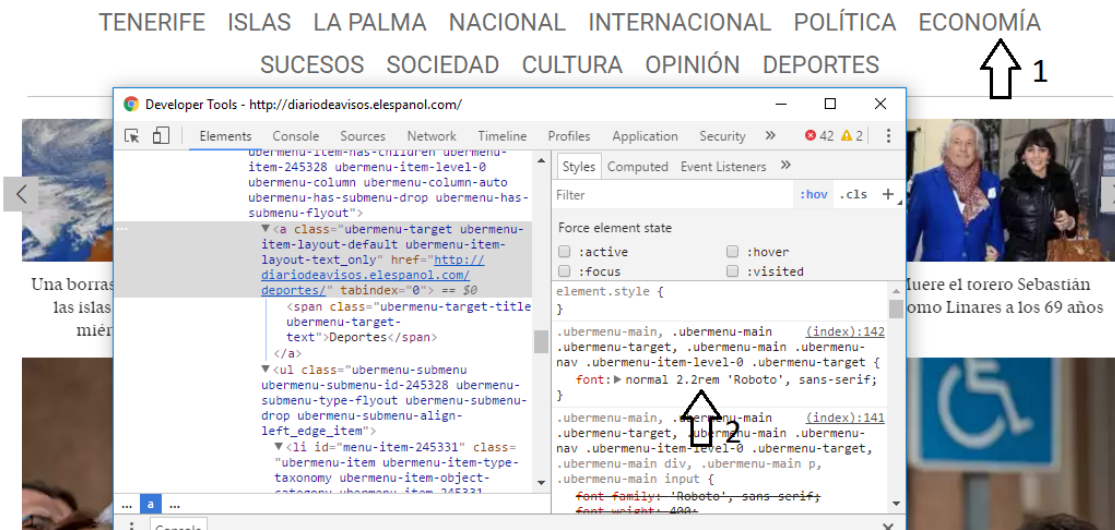 TENERIFE ISLAS LA PALMA NACIONAL INTERNACIONAL POLÍTICA ECONOMÍA
SUCESOS SOCIEDAD CULTURA OPINIÓN DEPORTES
1
Developer Tools - http://diariodeavisos.elespanol.com/
Elements Console Sources Network Timeline Profiles Application Security » 42 2
ubermenu-item-has-children ubermenu-
item-245328 ubermenu-item-level-0
ubermenu-column ubermenu-column-auto
ubermenu-has-submenu-drop ubermenu-has-
submenu-flyout">
<a class="ubermenu-target ubermenu-
item-layout-default ubermenu-item-
layout-text_only" href="http://
diariodeavisos.elespanol.com/
deportes/" tabindex="0"> == $0
<span class="ubermenu-target-title
ubermenu-target-
text">Deportes</span>
</a>
<ul class="ubermenu-submenu
ubermenu-submenu-id-245328 ubermenu-
submenu-type-flyout ubermenu-submenu-
drop ubermenu-submenu-align-
left_edge_item">
<li id="menu-item-245331" class=
"ubermenu-item ubermenu-item-type-
taxonomy ubermenu-item-object-
category ubermenu-item-245331
... a ...
Console
Styles Computed Event Listeners »
Filter :hov .cls +
Force element state
:active :hover
:focus :visited
element.style {
}
.ubermenu-main, .ubermenu-main (index):142
.ubermenu-target, .ubermenu-main .ubermenu-
nav .ubermenu-item-level-0 .ubermenu-target {
font: normal 2.2rem 'Roboto', sans-serif;
}
.ubermenu-main, .ubermenu-main (index):141
.ubermenu-target, .ubermenu-main .ubermenu-
nav .ubermenu-item-level-0 .ubermenu-target,
.ubermenu-main div, .ubermenu-main p,
.ubermenu-main input {
font-family: 'Roboto', sans-serif;
font-weight: 400;
2
Una borras
las islas
miér
Muere el torero Sebastián
omo Linares a los 69 años